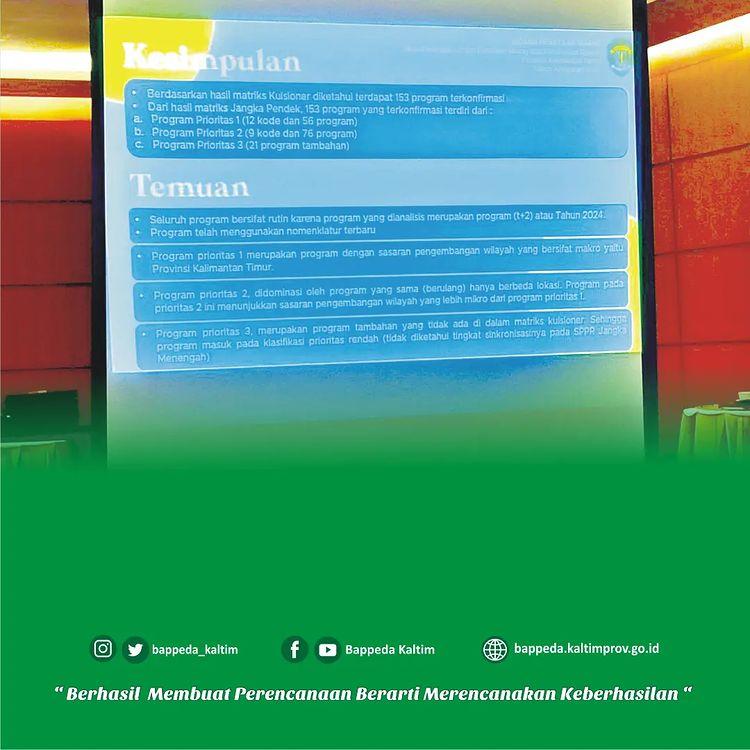 Kesimpulan
• Berdasarkan hasil matriks Kuisioner diketahui terdapat 153 program terkonfirmasi
• Dari hasil matriks Jangka Pendek, 153 program yang terkonfirmasi terdiri dari :
a. Program Prioritas 1 (12 kode dan 56 program)
b. Program Prioritas 2 (9 kode dan 76 program)
c. Program Prioritas 3 (21 program tambahan)
Temuan
• Seluruh program bersifat rutin karena program yang dianalisis merupakan program (t+2) atau Tahun 2024.
• Program telah menggunakan nomenklatur terbaru
• Program prioritas 1 merupakan program dengan sasaran pengembangan wilayah yang bersifat makro yaitu
Provinsi Kalimantan Timur.
• Program prioritas 2, didominasi oleh program yang sama (berulang) hanya berbeda lokasi. Program pada
prioritas 2 ini menunjukkan sasaran pengembangan wilayah yang lebih mikro dari program prioritas 1.
• Program prioritas 3, merupakan program tambahan yang tidak ada di dalam matriks kuisioner. Sehingga
program masuk pada klasifikasi prioritas rendah (tidak diketahui tingkat sinkronisasinya pada SPPR Jangka
Menengah)
bappeda_kaltim
Bappeda Kaltim
bappeda.kaltimprov.go.id
“ Berhasil Membuat Perencanaan Berarti Merencanakan Keberhasilan “